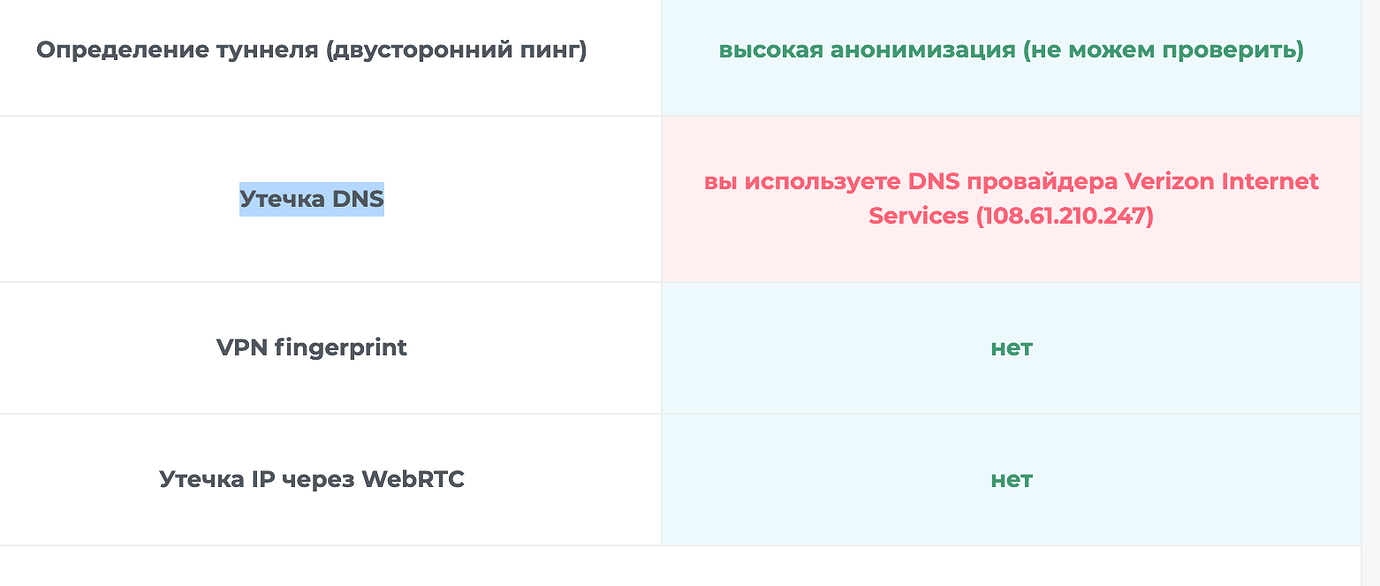 Определение туннеля (двусторонний пинг)
высокая анонимизация (не можем проверить)
Утечка DNS
вы используете DNS провайдера Verizon Internet
Services (108.61.210.247)
VPN fingerprint
нет
Утечка IP через WebRTC
нет